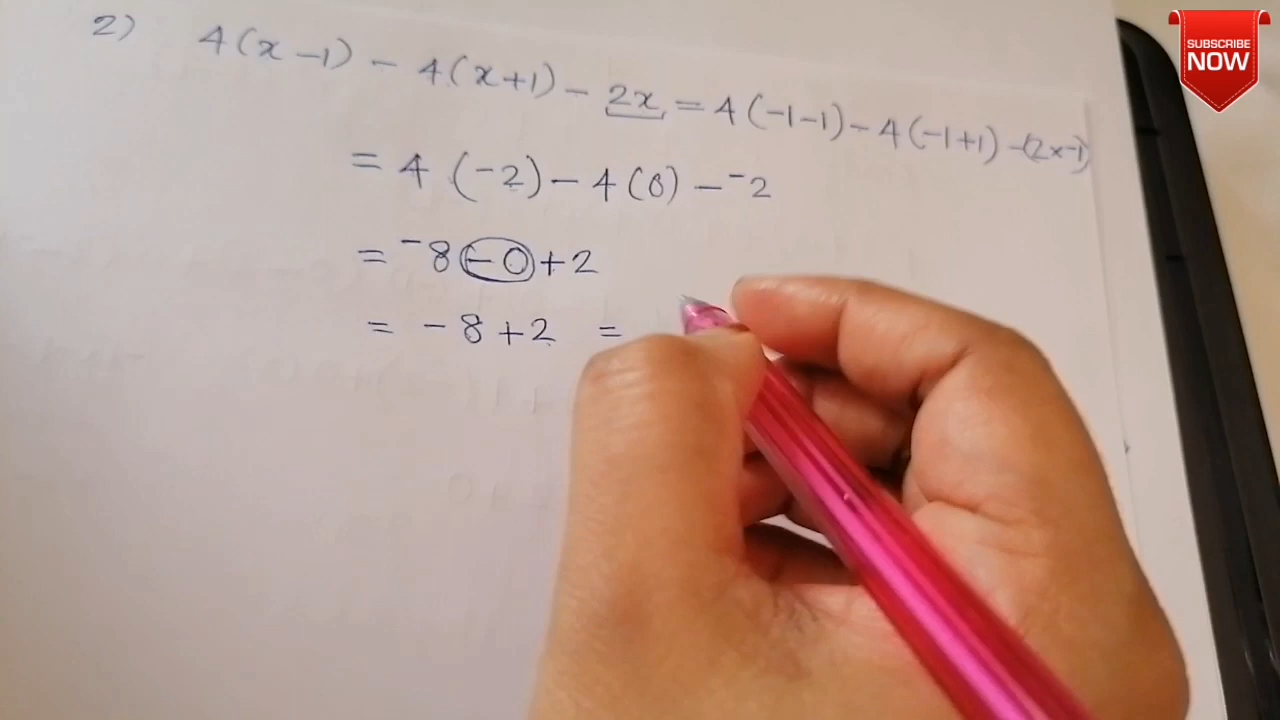 2) 4(x-1) - 4(x+1) - 2x = 4(-1-1) - 4(-1+1) - (2x-1)
= 4 (-2) - 4(0) - -2
= -8 - 0 + 2
= -8 + 2 =
SUBSCRIBE
NOW